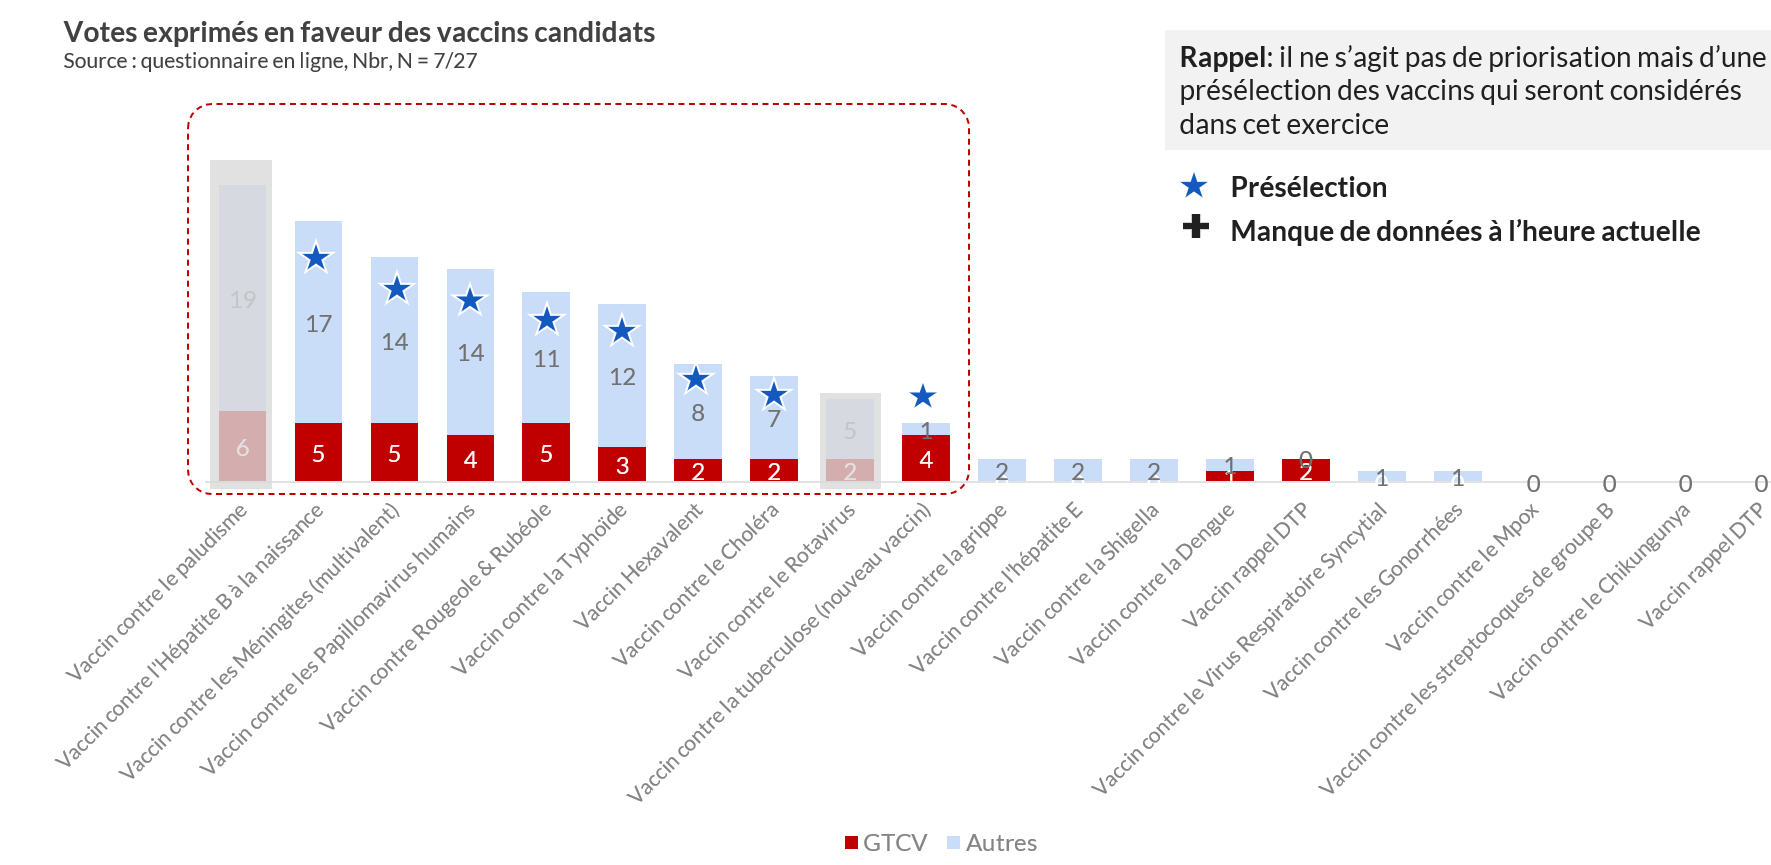 Votes exprimés en faveur des vaccins candidats
Source : questionnaire en ligne, Nbr, N = 7/27
Rappel: il ne s’agit pas de priorisation mais d’une
présélection des vaccins qui seront considérés
dans cet exercice
Présélection
Manque de données à l’heure actuelle
19
17
14
14
11
12
8
7
5
1
2
2
2
1
0
1
1
0
0
0
0
6
5
5
4
5
3
2
2
2
4
1
2
Vaccin contre le paludisme
Vaccin contre l'Hépatite B à la naissance
Vaccin contre les Méningites (multivalent)
Vaccin contre les Papillomavirus humains
Vaccin contre Rougeole & Rubéole
Vaccin contre la Typhoïde
Vaccin Hexavalent
Vaccin contre le Choléra
Vaccin contre le Rotavirus
Vaccin contre la tuberculose (nouveau vaccin)
Vaccin contre la grippe
Vaccin contre l'hépatite E
Vaccin contre la Shigella
Vaccin contre la Dengue
Vaccin rappel DTP
Vaccin contre le Virus Respiratoire Syncytial
Vaccin contre les Gonorrhées
Vaccin contre le Mpox
Vaccin contre les streptocoques de groupe B
Vaccin contre le Chikungunya
Vaccin rappel DTP
GTCV
Autres